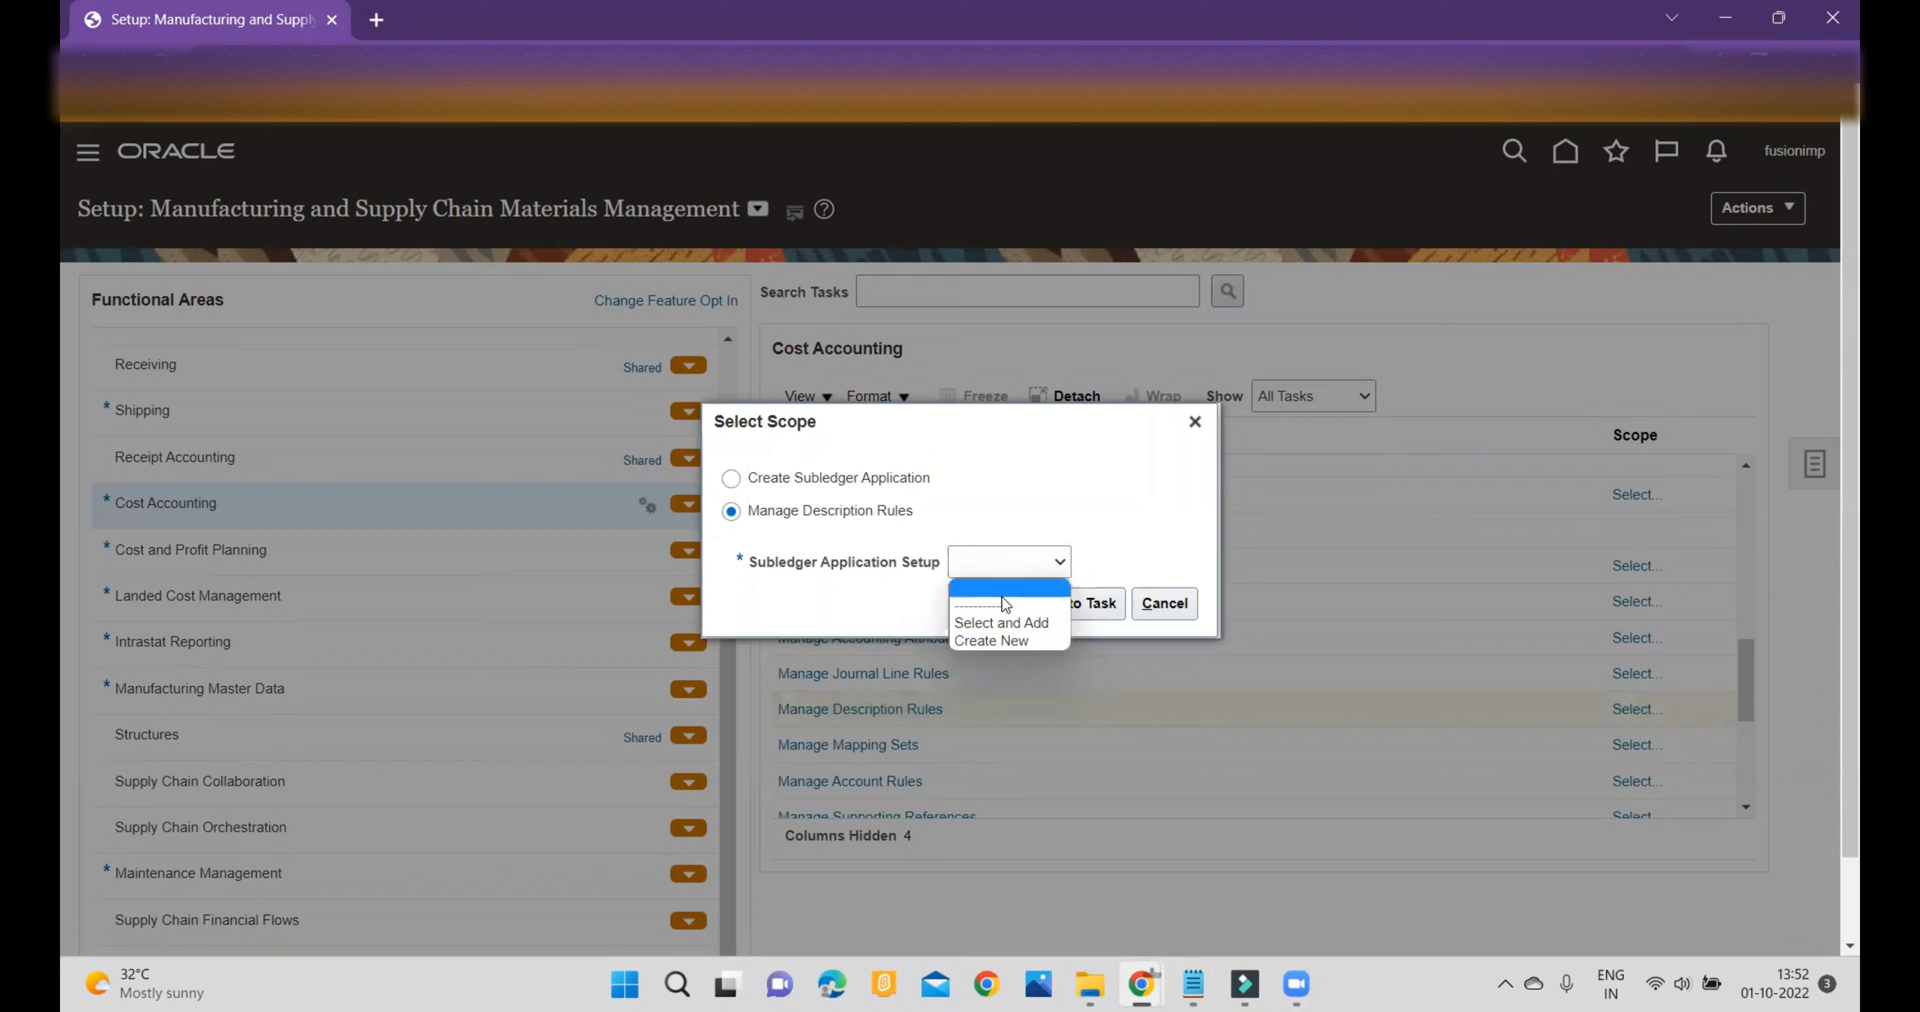 Setup: Manufacturing and Suppl
ORACLE
fusionimp
Setup: Manufacturing and Supply Chain Materials Management
Actions
Functional Areas
Change Feature Opt In
Search Tasks
Receiving
Shared
* Shipping
Receipt Accounting
Shared
* Cost Accounting
* Cost and Profit Planning
* Landed Cost Management
* Intrastat Reporting
* Manufacturing Master Data
Structures
Shared
Supply Chain Collaboration
Supply Chain Orchestration
* Maintenance Management
Supply Chain Financial Flows
Cost Accounting
View
Format
Freeze
Detach
Wrap
Show
All Tasks
Scope
Select...
Select...
Select...
Select...
Manage Journal Line Rules
Select...
Manage Description Rules
Select...
Manage Mapping Sets
Select...
Manage Account Rules
Select...
Manage Supporting References
Select...
Columns Hidden 4
Select Scope
Create Subledger Application
Manage Description Rules
* Subledger Application Setup
Select and Add
Create New
to Task
Cancel
32°C
Mostly sunny
ENG
IN
13:52
01-10-2022
3